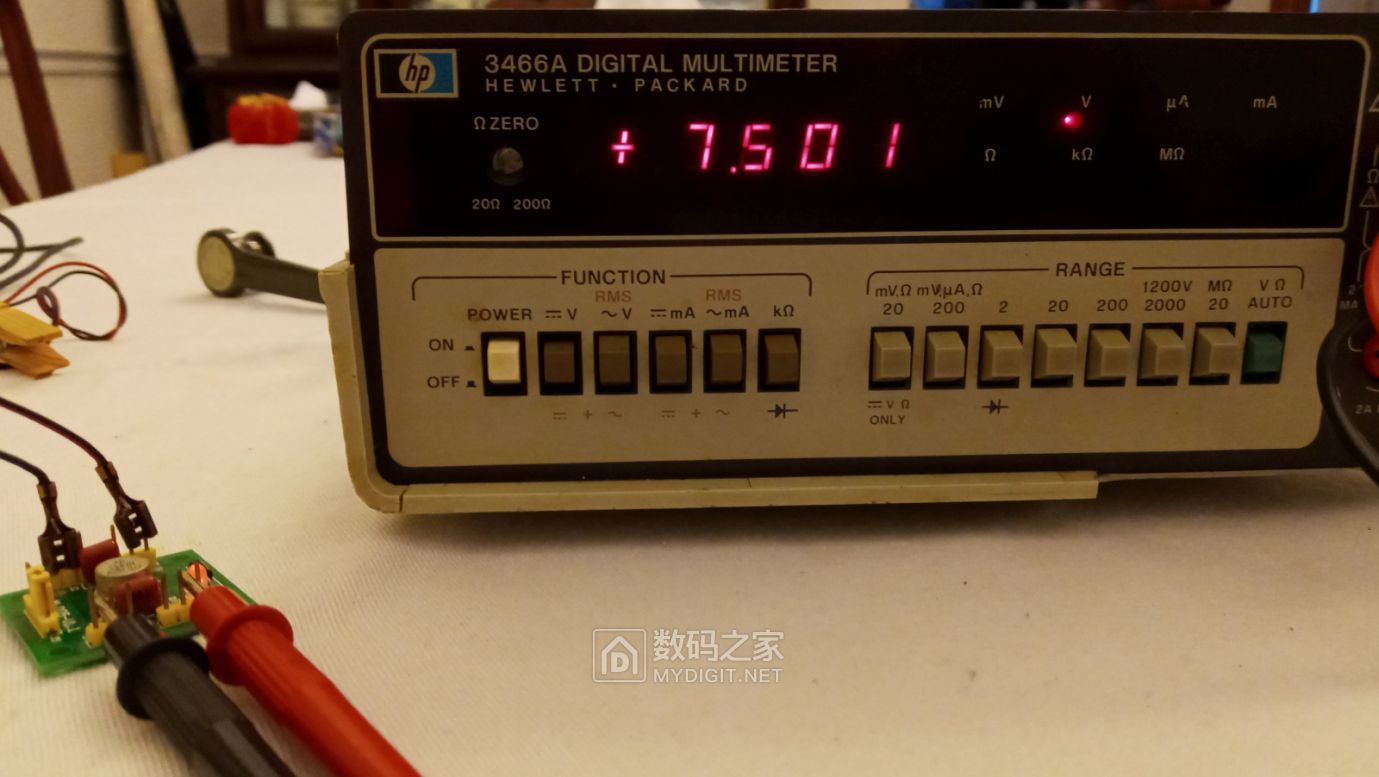 hp
3466A DIGITAL MULTIMETER
HEWLETT · PACKARD
Ω ZERO
20Ω 200Ω
+ 7.501
mV V µA mA
Ω kΩ MΩ
FUNCTION
RMS RMS
POWER ⎓V ~V ⎓mA ~mA kΩ
ON
OFF
⎓ + ~ ⎓ + ~
RANGE
mV,Ω mV,µA,Ω 1200V MΩ V Ω
20 200 2 20 200 2000 20 AUTO
⎓ V Ω
ONLY
Ω
2A
数码之家
MYDIGIT.NET